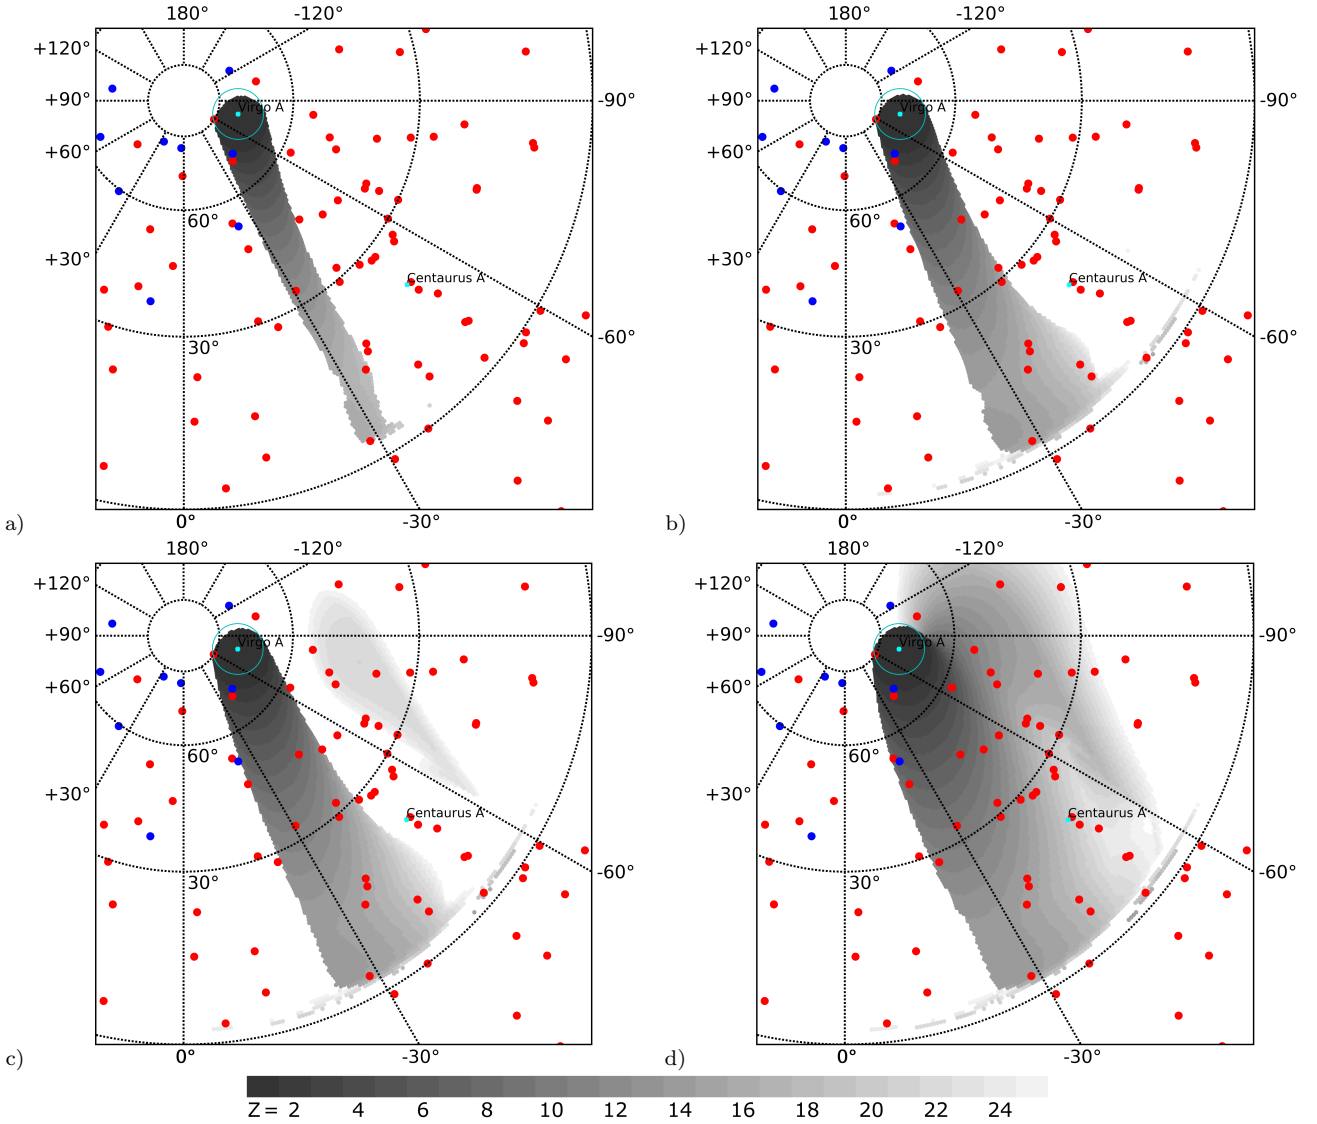 180° -120° 180° -120°
+120° +120°
Virgo A Virgo A
+90° -90° +90° -90°
+60° +60°
60° 60°
+30° +30°
Centaurus A Centaurus A
30° -60° 30° -60°
a) 0° -30° b) 0° -30°
180° -120° 180° -120°
+120° +120°
+90° Virgo A -90° +90° Virgo A -90°
+60° +60°
60° 60°
+30° +30°
Centaurus A Centaurus A
30° -60° 30° -60°
c) 0° -30° d) 0° -30°
Z = 2 4 6 8 10 12 14 16 18 20 22 24